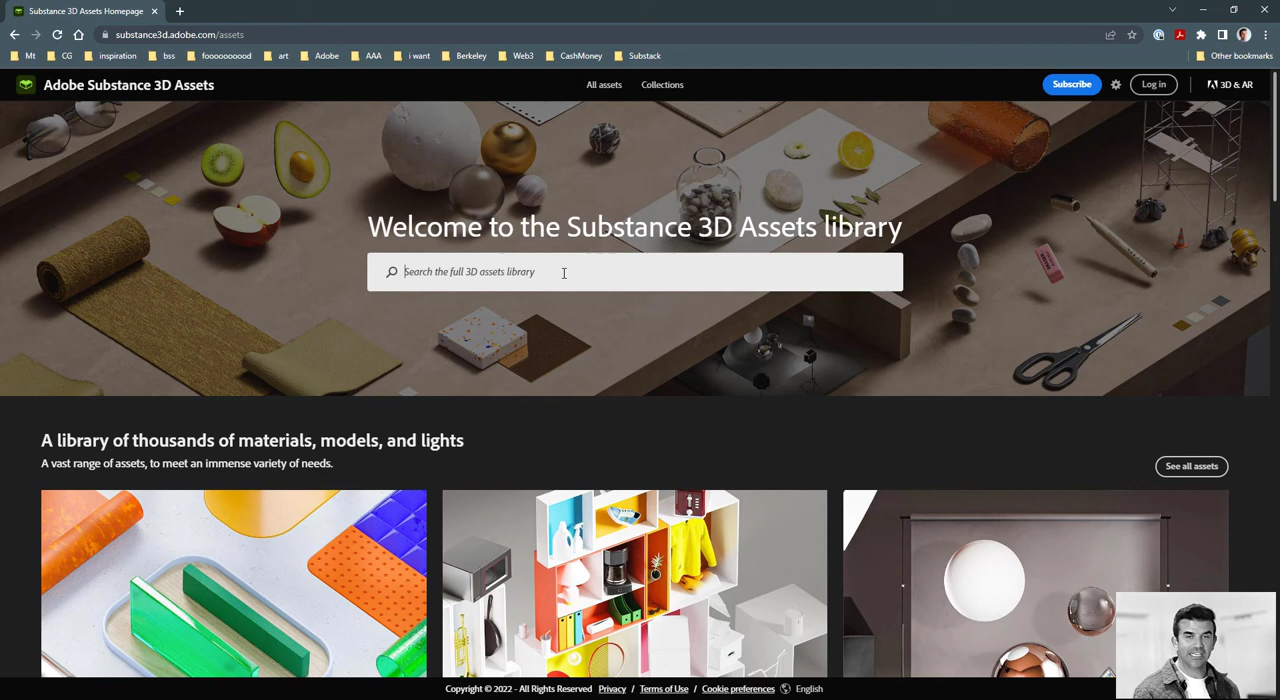 Substance 3D Assets Homepage
substance3d.adobe.com/assets
Mt CG inspiration bss foooooooood art Adobe AAA i want Berkeley Web3 CashMoney Substack Other bookmarks
Adobe Substance 3D Assets All assets Collections Subscribe Log in 3D & AR
Welcome to the Substance 3D Assets library
Search the full 3D assets library
A library of thousands of materials, models, and lights
A vast range of assets, to meet an immense variety of needs.
See all assets
Copyright © 2022 - All Rights Reserved Privacy / Terms of Use / Cookie preferences English